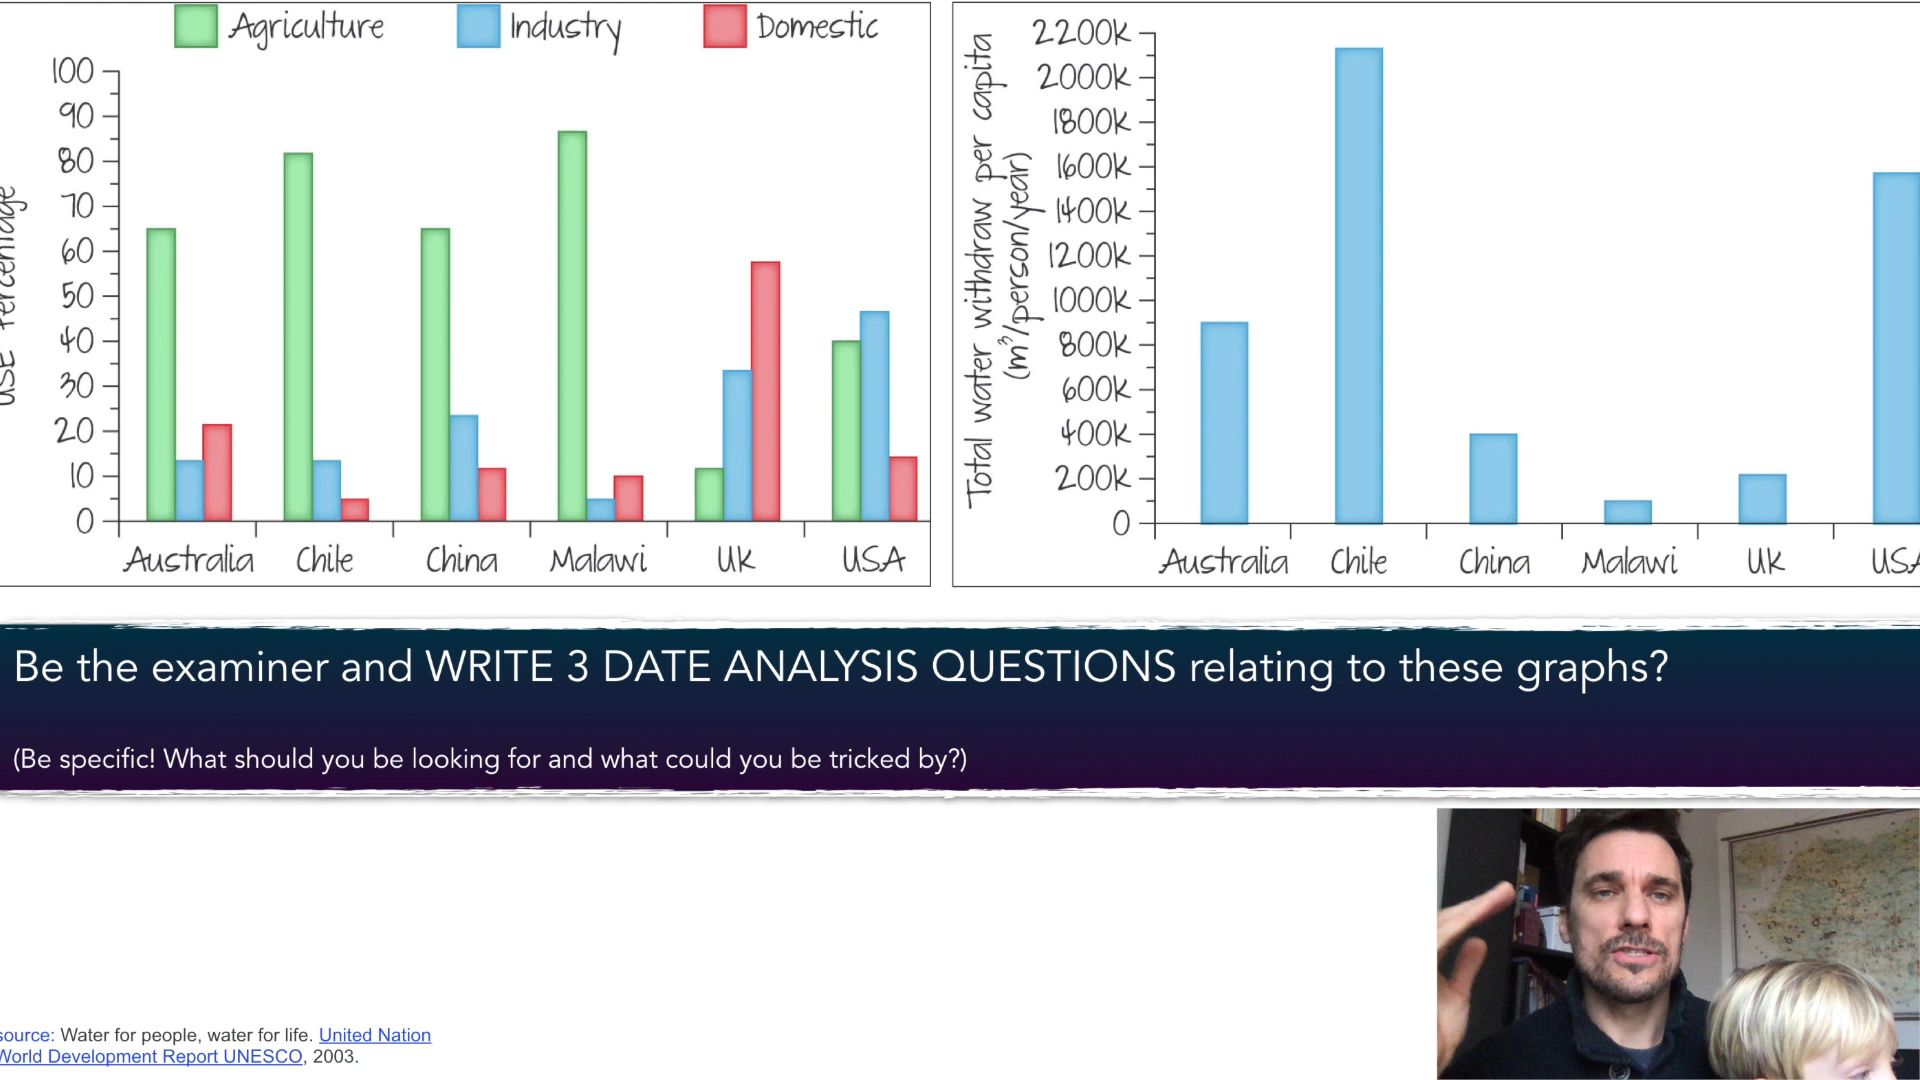 Agriculture Industry Domestic
100
90
80
70
60
50
40
30
20
10
0
USE Percentage
Australia Chile China Malawi UK USA
2200k
2000k
1800k
1600k
1400k
1200k
1000k
800k
600k
400k
200k
0
Total water withdraw per capita
(m³/person/year)
Australia Chile China Malawi UK USA
Be the examiner and WRITE 3 DATE ANALYSIS QUESTIONS relating to these graphs?
(Be specific! What should you be looking for and what could you be tricked by?)
source: Water for people, water for life. United Nation
World Development Report UNESCO, 2003.